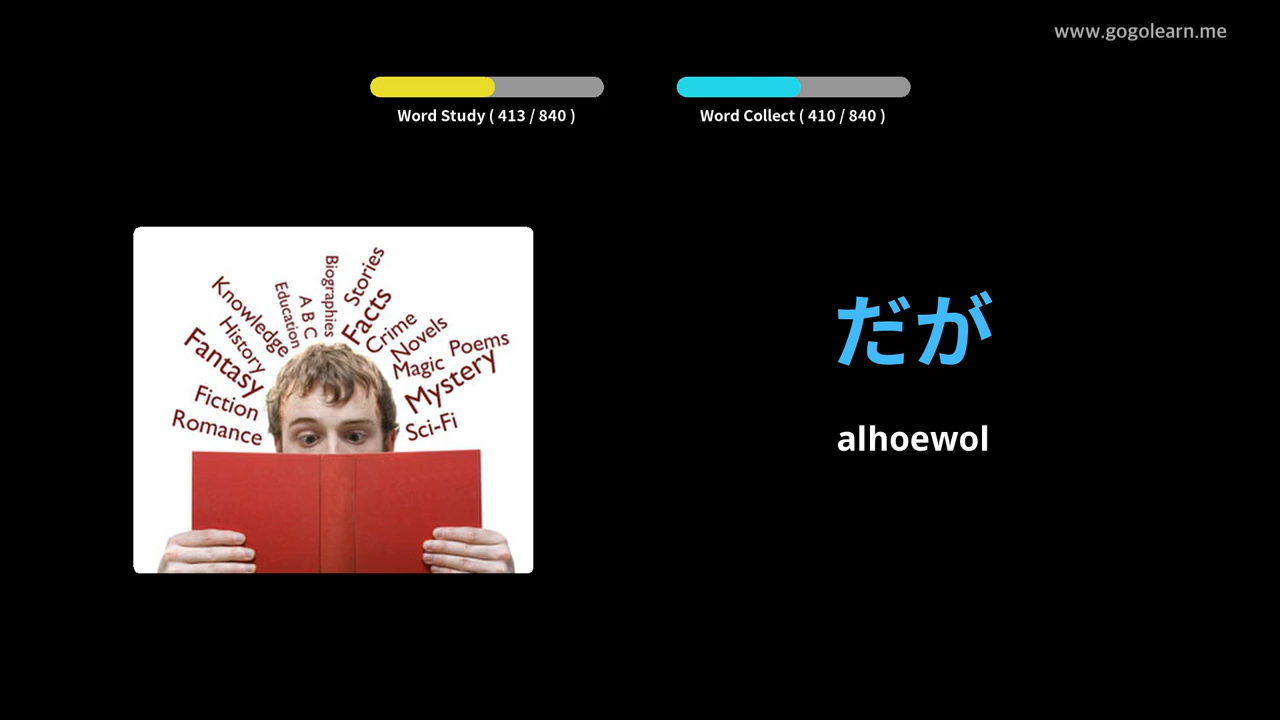 www.gogolearn.me
Word Study ( 413 / 840 )
Word Collect ( 410 / 840 )
Knowledge
History
Fantasy
Fiction
Romance
Education
A B C
Biographies
Stories
Facts
Crime
Novels
Magic
Poems
Mystery
Sci-Fi
だが
alhoewol